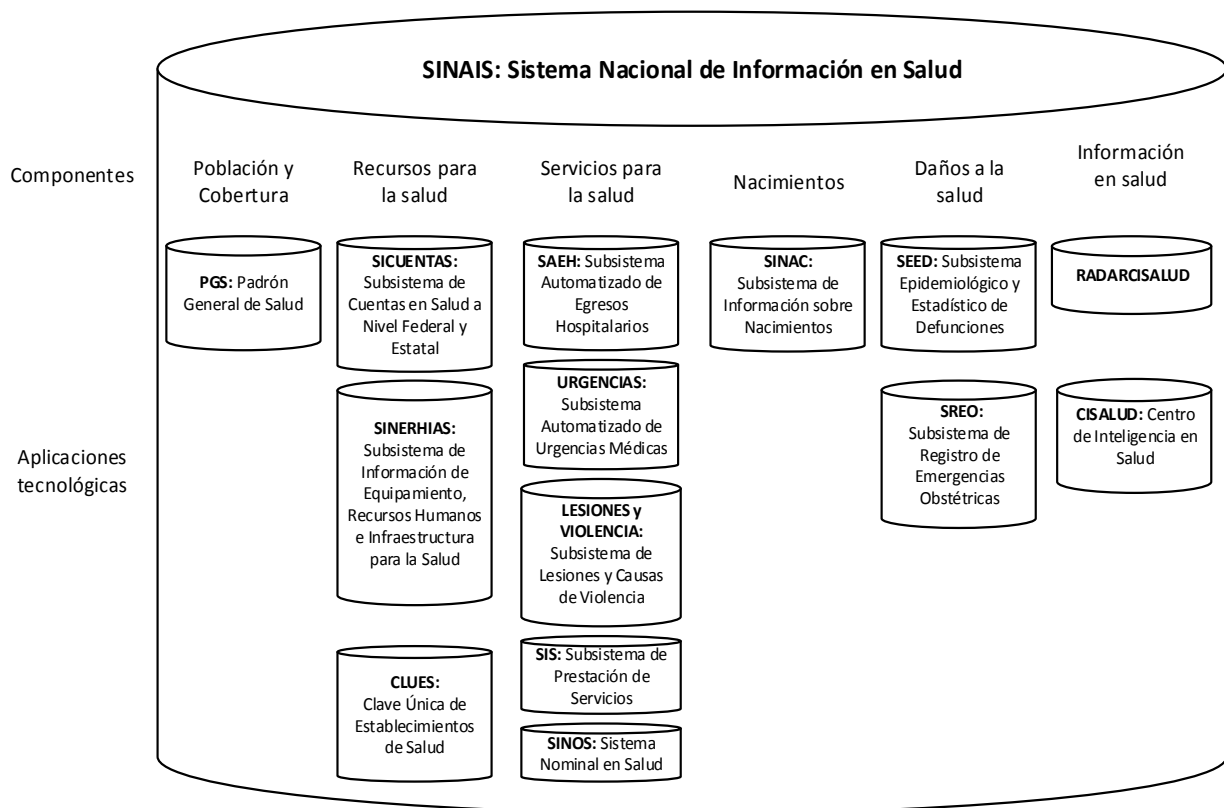 SINAIS: Sistema Nacional de Información en Salud
Componentes
Población y
Cobertura
Recursos para
la salud
Servicios para
la salud
Nacimientos
Daños a la
salud
Información
en salud
Aplicaciones
tecnológicas
PGS: Padrón
General de Salud
SICUENTAS:
Subsistema de
Cuentas en Salud a
Nivel Federal y
Estatal
SINERHIAS:
Subsistema de
Información de
Equipamiento,
Recursos Humanos
e Infraestructura
para la Salud
CLUES:
Clave Única de
Establecimientos
de Salud
SAEH: Subsistema
Automatizado de
Egresos
Hospitalarios
URGENCIAS:
Subsistema
Automatizado de
Urgencias Médicas
LESIONES y
VIOLENCIA:
Subsistema de
Lesiones y Causas
de Violencia
SIS: Subsistema de
Prestación de
Servicios
SINOS: Sistema
Nominal en Salud
SINAC:
Subsistema de
Información sobre
Nacimientos
SEED: Subsistema
Epidemiológico y
Estadístico de
Defunciones
SREO:
Subsistema de
Registro de
Emergencias
Obstétricas
RADARCISALUD
CISALUD: Centro
de Inteligencia en
Salud